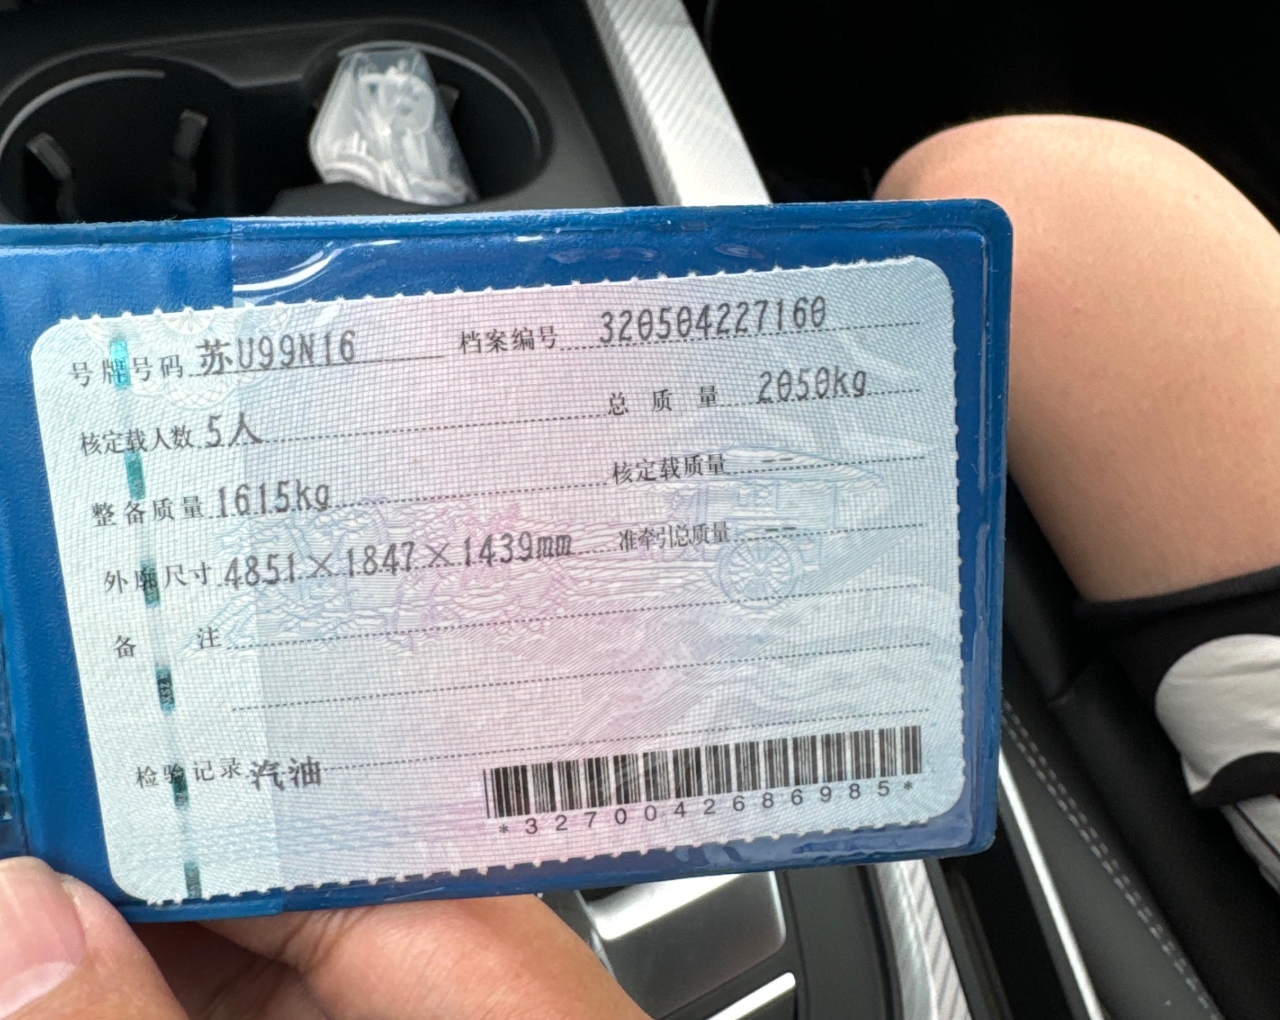 号牌号码 苏U99N16 档案编号 320504227160
核定载人数 5人 总质量 2050kg
整备质量 1615kg 核定载质量 --
外廓尺寸 4851×1847×1439mm 准牵引总质量 --
备注
检验记录 汽油
*3270042686985*